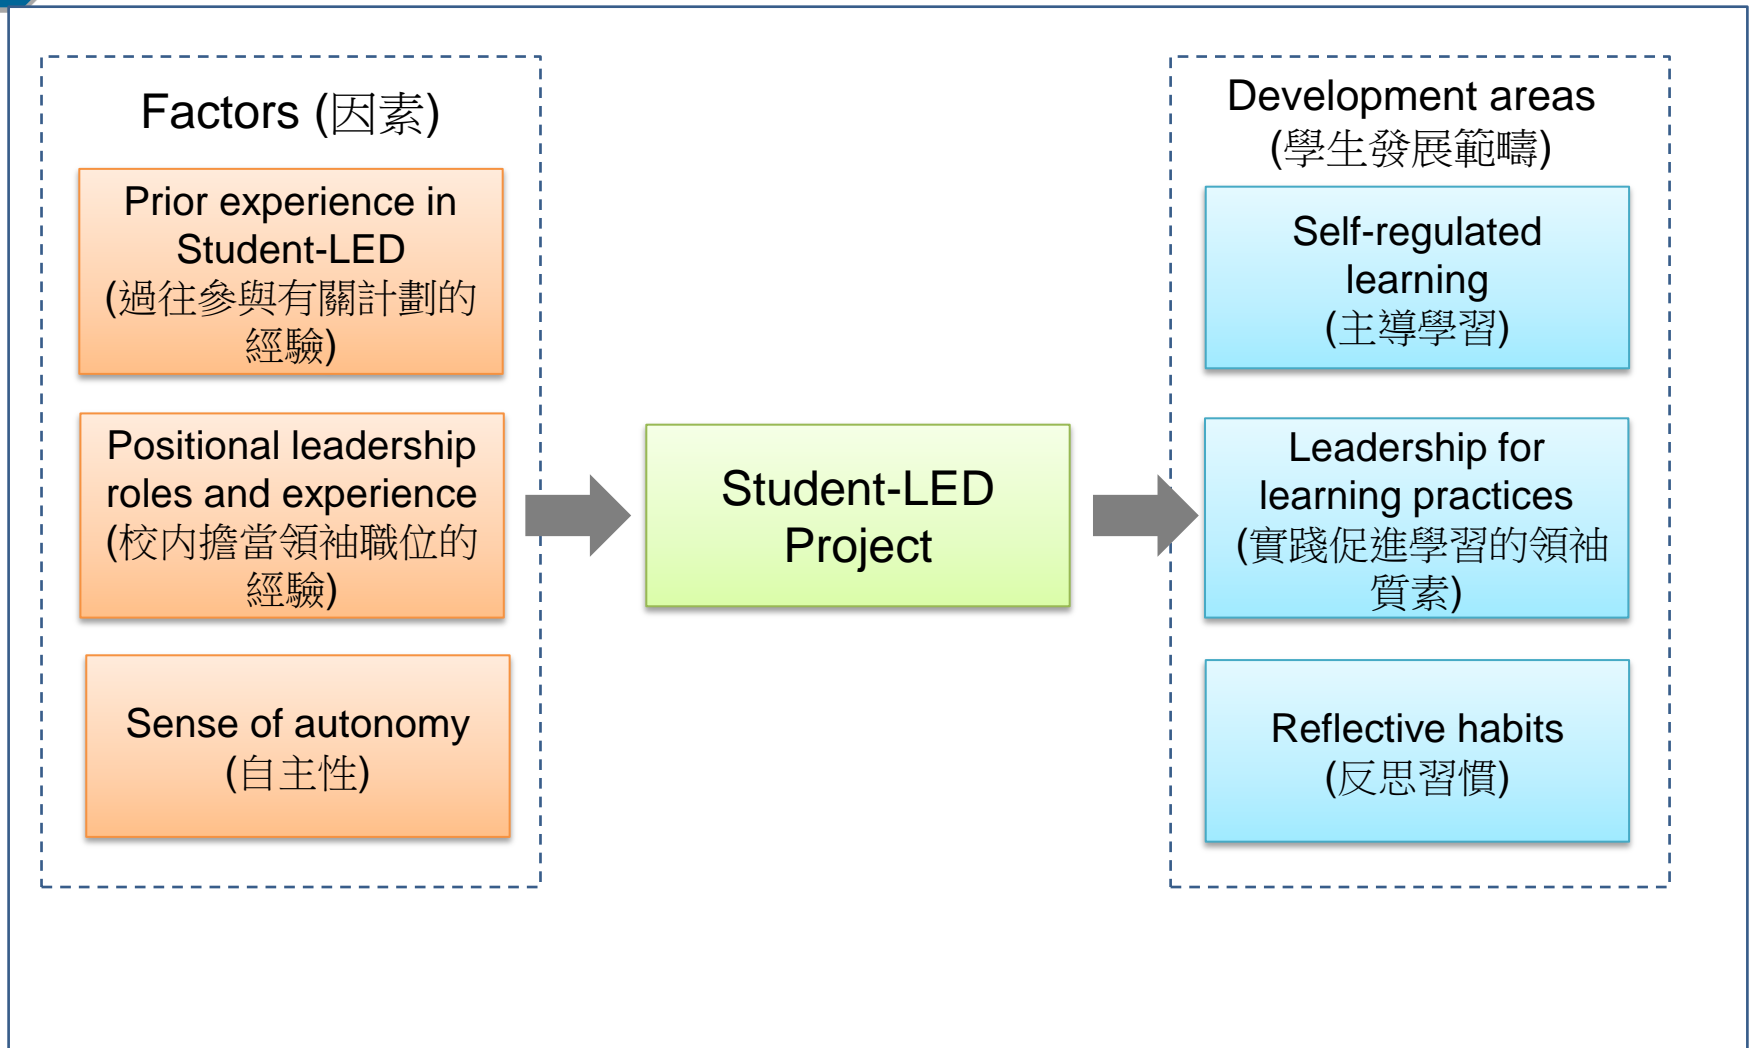 Factors (因素)
Prior experience in
Student-LED
(過往參與有關計劃的
經驗)
Positional leadership
roles and experience
(校內擔當領袖職位的
經驗)
Sense of autonomy
(自主性)
Student-LED
Project
Development areas
(學生發展範疇)
Self-regulated
learning
(主導學習)
Leadership for
learning practices
(實踐促進學習的領袖
質素)
Reflective habits
(反思習慣)